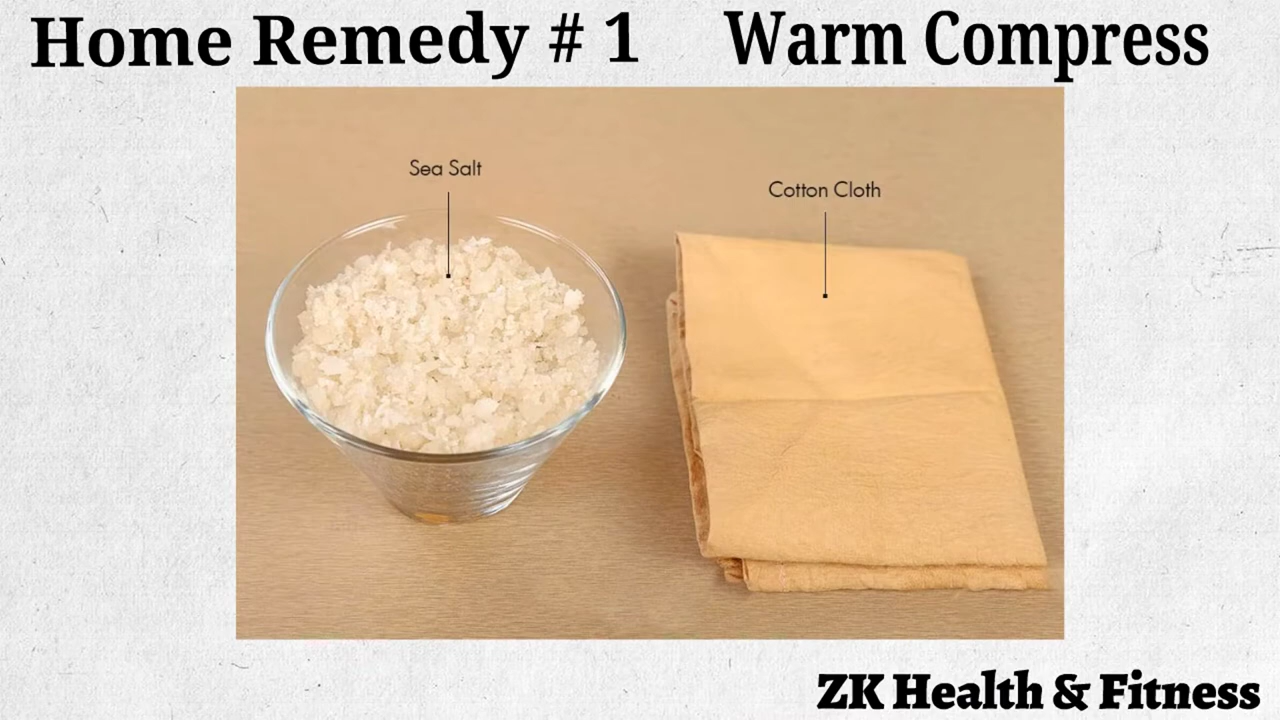 Home Remedy # 1 Warm Compress
Sea Salt
Cotton Cloth
ZK Health & Fitness